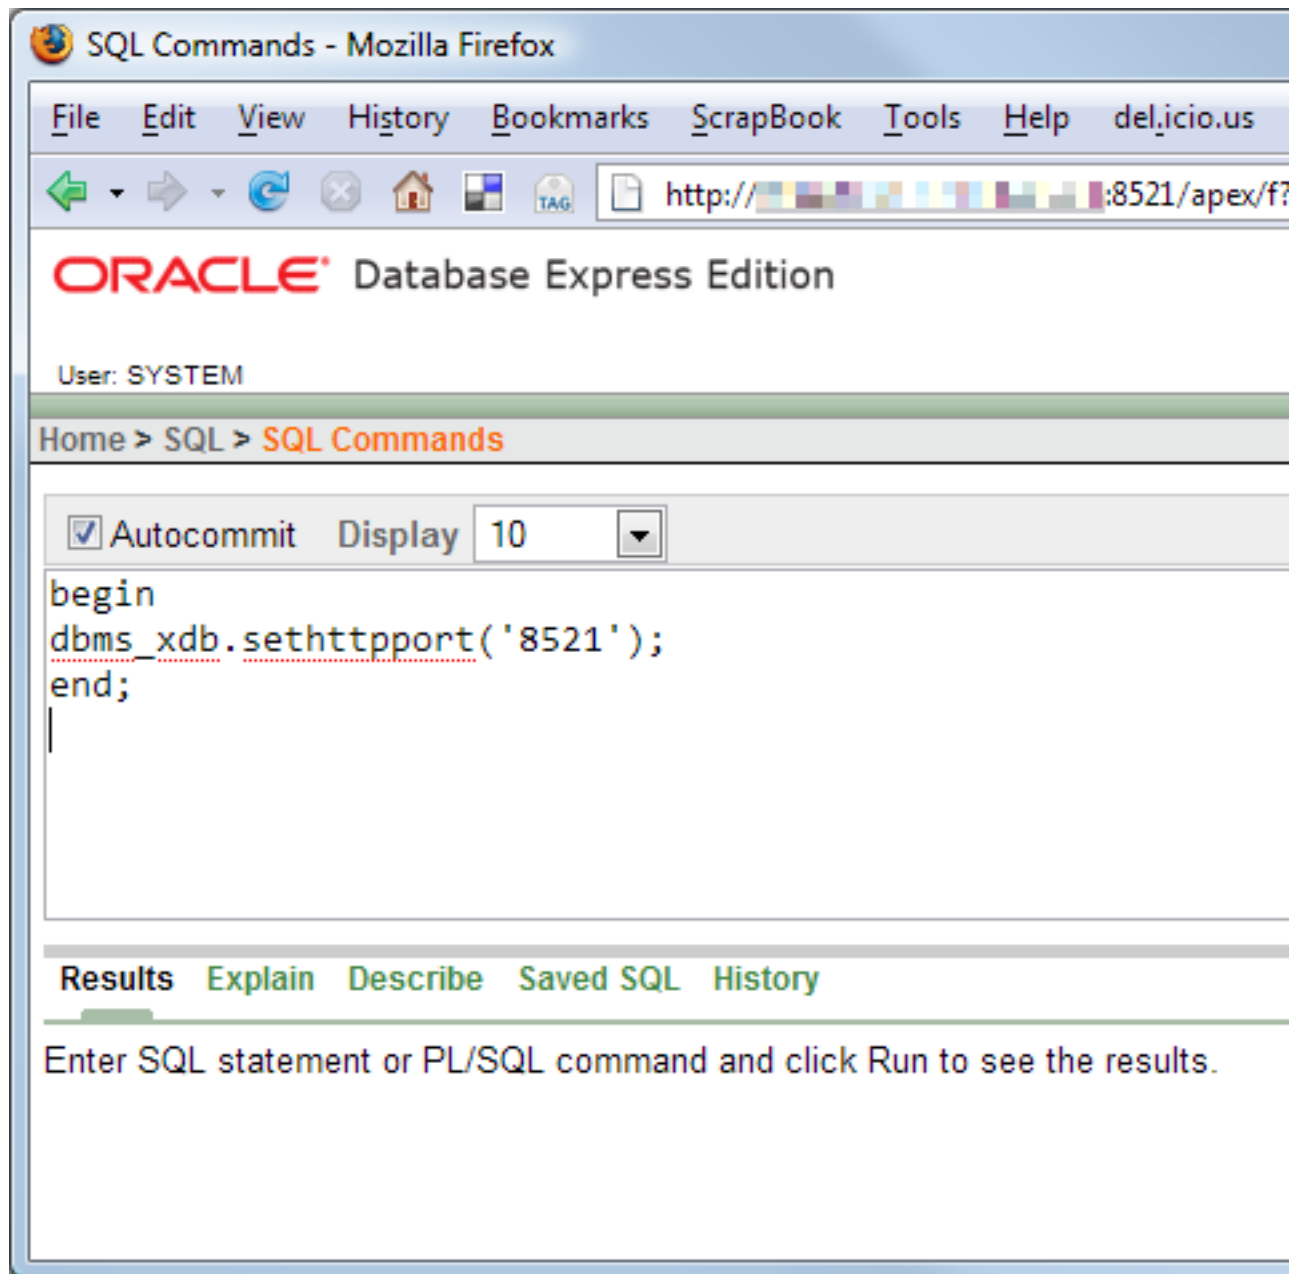 SQL Commands - Mozilla Firefox
File Edit View History Bookmarks ScrapBook Tools Help del.icio.us
TAG http:// :8521/apex/f?
ORACLE Database Express Edition
User: SYSTEM
Home > SQL > SQL Commands
Autocommit Display 10
begin
dbms_xdb.sethttpport('8521');
end;
Results Explain Describe Saved SQL History
Enter SQL statement or PL/SQL command and click Run to see the results.